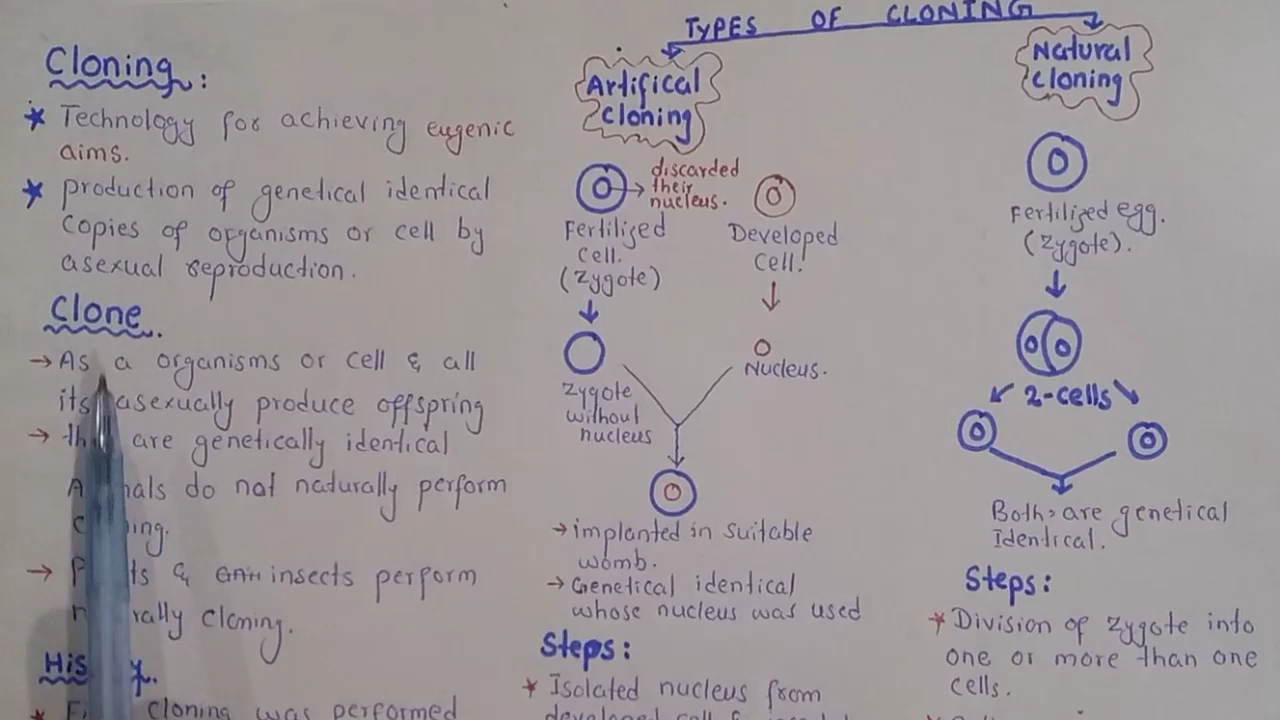 Cloning:
★ Technology for achieving eugenic
aims.
★ production of genetical identical
Copies of organisms or cell by
asexual reproduction.
Clone.
→ As a organisms or cell & all
its asexually produce offspring
→ are genetically identical
do not naturally perform
→ & insects perform
cloning.
cloning was performed
TYPES OF CLONING
Artifical
cloning
discarded
their
nucleus.
Fertilized
Cell.
(Zygote)
Developed
Cell.
Zygote
without
nucleus
Nucleus.
→ implanted in suitable
womb.
→ Genetical identical
whose nucleus was used
Steps:
* Isolated nucleus from
developed cell &
Natural
cloning
Fertilized egg.
(Zygote).
2-cells
Both, are genetical
Identical.
Steps:
* Division of zygote into
one or more than one
cells.